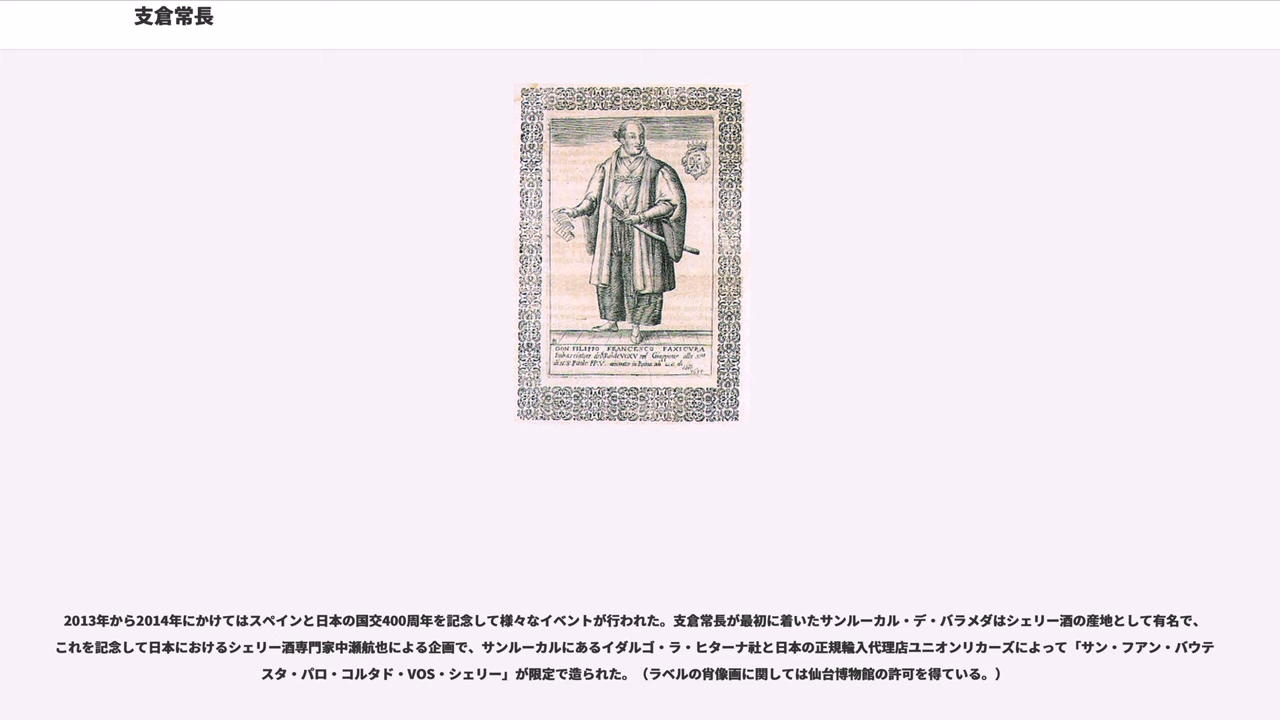 支倉常長
DON FILIPPO FRANCESCO FAXICVRA
2013年から2014年にかけてはスペインと日本の国交400周年を記念して様々なイベントが行われた。支倉常長が最初に着いたサンルーカル・デ・バラメダはシェリー酒の産地として有名で、
これを記念して日本におけるシェリー酒専門家中瀬航也による企画で、サンルーカルにあるイダルゴ・ラ・ヒターナ社と日本の正規輪入代理店ユニオンリカーズによって「サン・フアン・バウテ
スタ・パロ・コルタド・VOS・シェリー」が限定で造られた。（ラベルの肖像画に関しては仙台博物館の許可を得ている。）